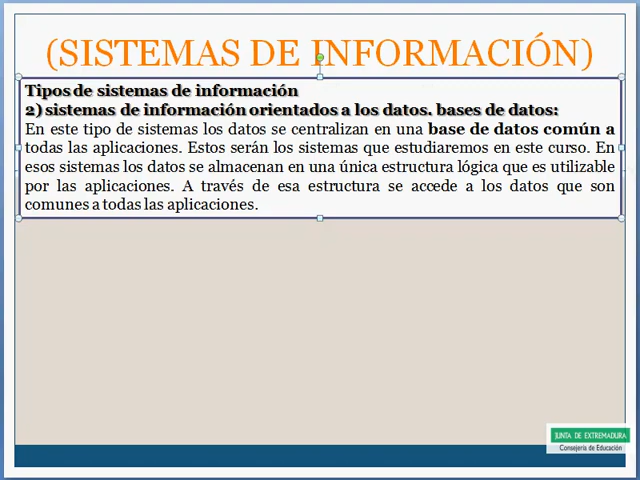 (SISTEMAS DE INFORMACIÓN)
Tipos de sistemas de información
2) sistemas de información orientados a los datos. bases de datos:
En este tipo de sistemas los datos se centralizan en una base de datos común a
todas las aplicaciones. Estos serán los sistemas que estudiaremos en este curso. En
esos sistemas los datos se almacenan en una única estructura lógica que es utilizable
por las aplicaciones. A través de esa estructura se accede a los datos que son
comunes a todas las aplicaciones.
JUNTA DE EXTREMADURA
Consejería de Educación